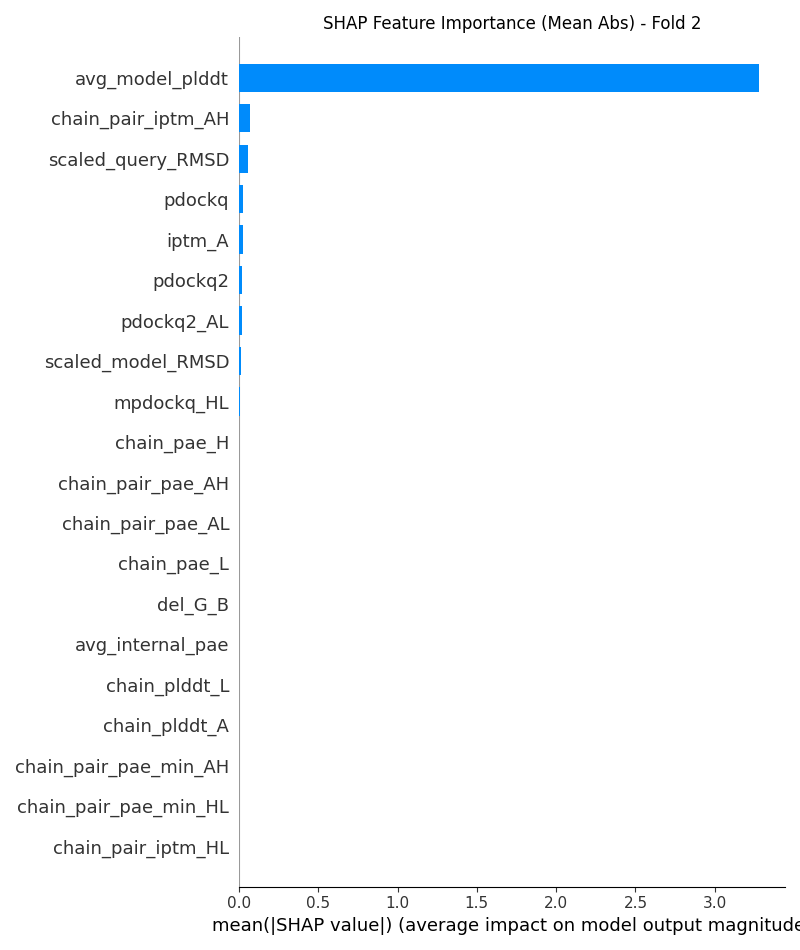 SHAP Feature Importance (Mean Abs) - Fold 2
avg_model_plddt
chain_pair_iptm_AH
scaled_query_RMSD
pdockq
iptm_A
pdockq2
pdockq2_AL
scaled_model_RMSD
mpdockq_HL
chain_pae_H
chain_pair_pae_AH
chain_pair_pae_AL
chain_pae_L
del_G_B
avg_internal_pae
chain_plddt_L
chain_plddt_A
chain_pair_pae_min_AH
chain_pair_pae_min_HL
chain_pair_iptm_HL
0.0 0.5 1.0 1.5 2.0 2.5 3.0
mean(|SHAP value|) (average impact on model output magnitude